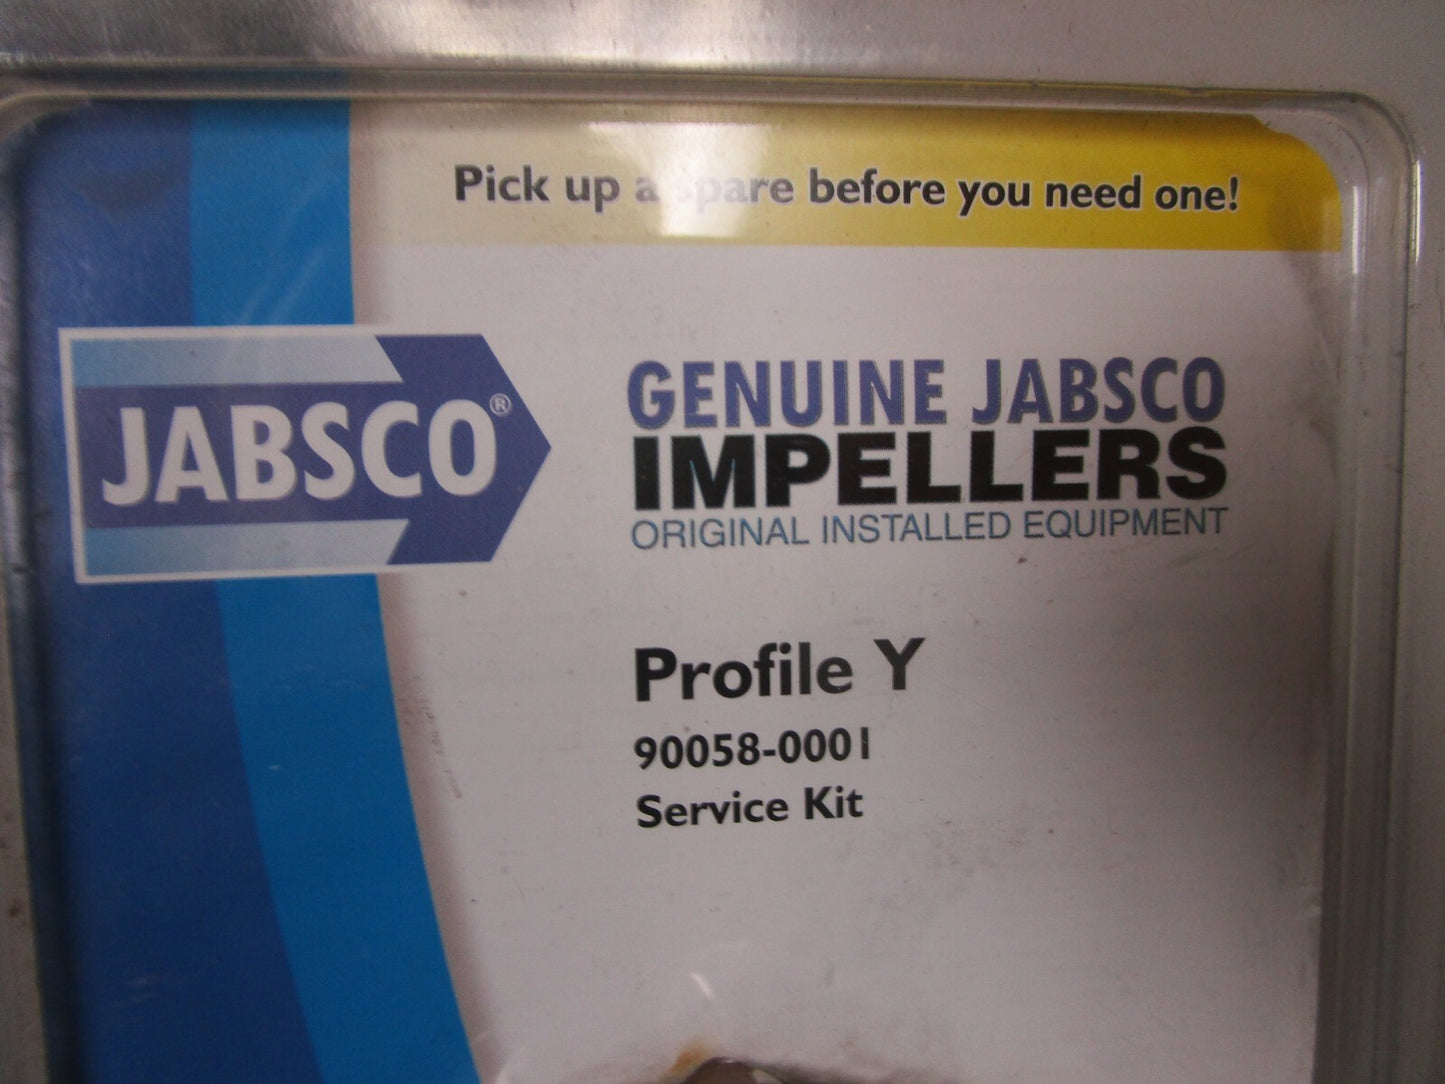 Pick up a spare before you need one!
JABSCO®
GENUINE JABSCO
IMPELLERS
ORIGINAL INSTALLED EQUIPMENT
Profile Y
90058-0001
Service Kit